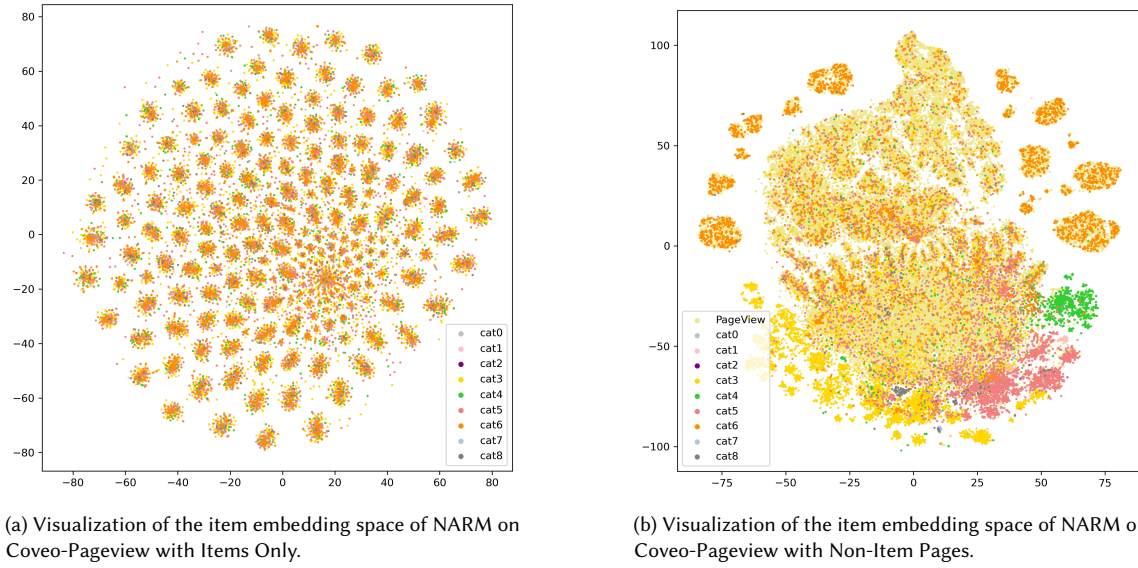 80
60
40
20
0
−20
−40
−60
−80
−80 −60 −40 −20 0 20 40 60 80
cat0
cat1
cat2
cat3
cat4
cat5
cat6
cat7
cat8
(a) Visualization of the item embedding space of NARM on
Coveo-Pageview with Items Only.
100
50
0
−50
−100
−75 −50 −25 0 25 50 75
PageView
cat0
cat1
cat2
cat3
cat4
cat5
cat6
cat7
cat8
(b) Visualization of the item embedding space of NARM o
Coveo-Pageview with Non-Item Pages.